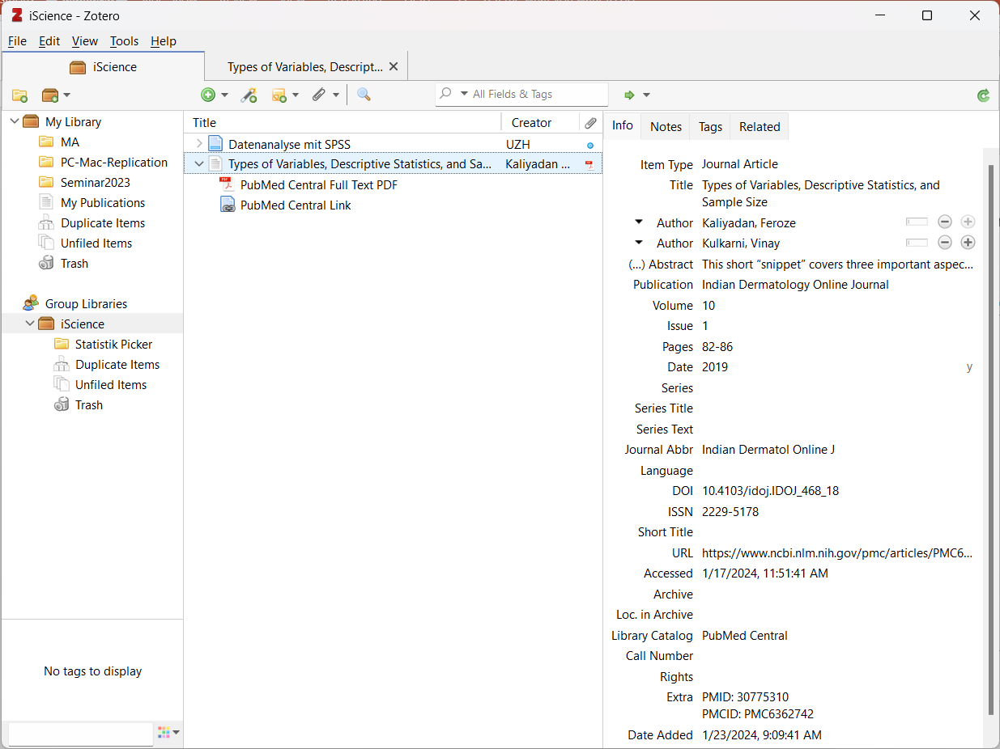 iScience - Zotero
File Edit View Tools Help
iScience
Types of Variables, Descript...
All Fields & Tags
My Library
MA
PC-Mac-Replication
Seminar2023
My Publications
Duplicate Items
Unfiled Items
Trash
Group Libraries
iScience
Statistik Picker
Duplicate Items
Unfiled Items
Trash
No tags to display
Title Creator
Datenanalyse mit SPSS UZH
Types of Variables, Descriptive Statistics, and Sa... Kaliyadan ...
PubMed Central Full Text PDF
PubMed Central Link
Info Notes Tags Related
Item Type Journal Article
Title Types of Variables, Descriptive Statistics, and
Sample Size
Author Kaliyadan, Feroze
Author Kulkarni, Vinay
(...) Abstract This short “snippet” covers three important aspec...
Publication Indian Dermatology Online Journal
Volume 10
Issue 1
Pages 82-86
Date 2019 y
Series
Series Title
Series Text
Journal Abbr Indian Dermatol Online J
Language
DOI 10.4103/idoj.IDOJ_468_18
ISSN 2229-5178
Short Title
URL https://www.ncbi.nlm.nih.gov/pmc/articles/PMC6...
Accessed 1/17/2024, 11:51:41 AM
Archive
Loc. in Archive
Library Catalog PubMed Central
Call Number
Rights
Extra PMID: 30775310
PMCID: PMC6362742
Date Added 1/23/2024, 9:09:41 AM